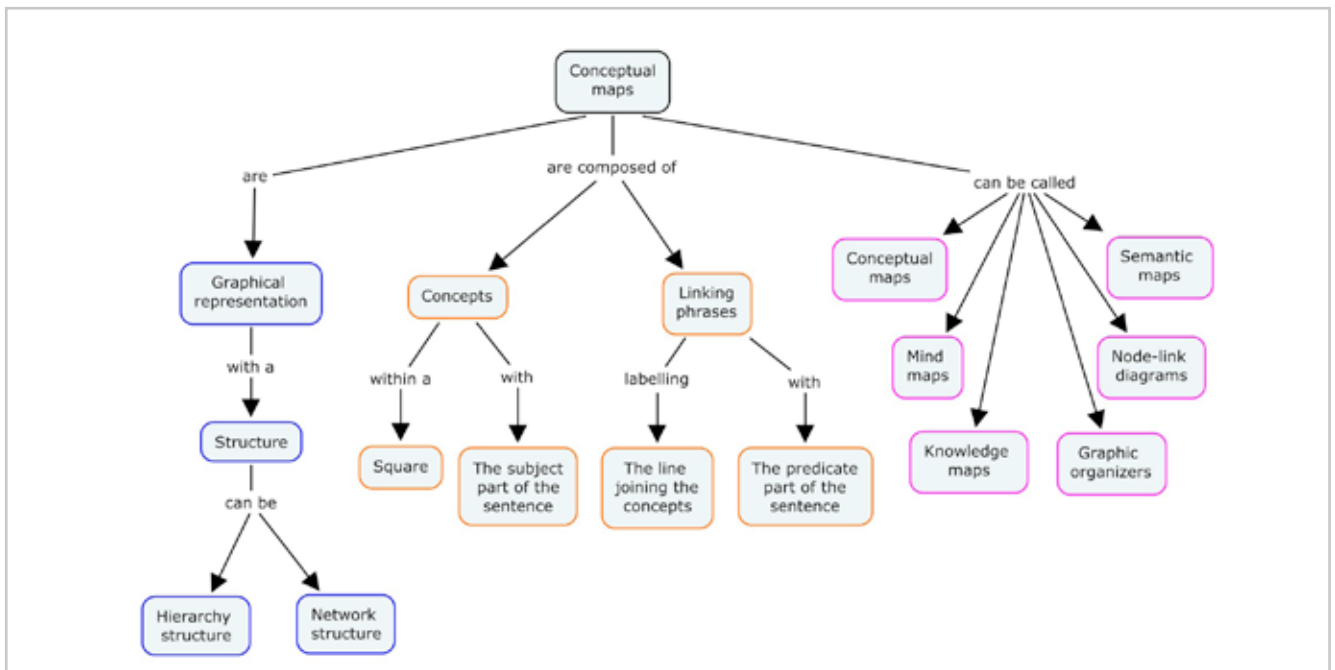 Conceptual
maps
are
are composed of
can be called
Graphical
representation
Concepts
Linking
phrases
Conceptual
maps
Semantic
maps
with a
within a
with
labelling
with
Mind
maps
Node-link
diagrams
Structure
Square
The subject
part of the
sentence
The line
joining the
concepts
The predicate
part of the
sentence
Knowledge
maps
Graphic
organizers
can be
Hierarchy
structure
Network
structure